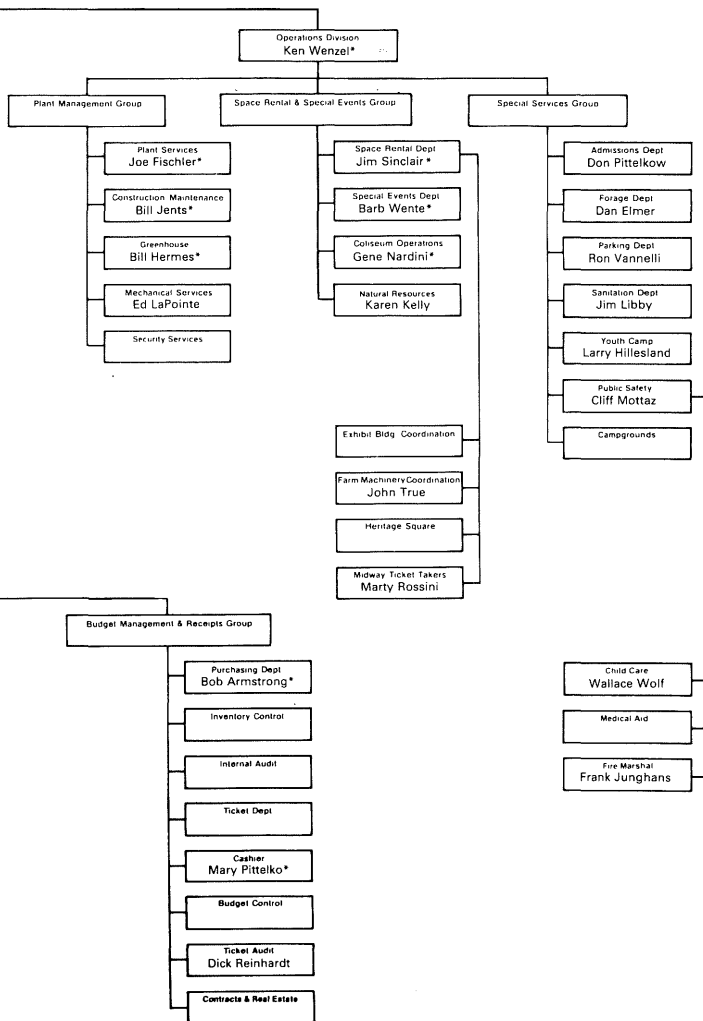 Operations Division
Ken Wenzel*
Plant Management Group
Space Rental & Special Events Group
Special Services Group
Plant Services
Joe Fischler*
Construction Maintenance
Bill Jents*
Greenhouse
Bill Hermes*
Mechanical Services
Ed LaPointe
Security Services
Space Rental Dept
Jim Sinclair*
Special Events Dept
Barb Wente*
Coliseum Operations
Gene Nardini*
Natural Resources
Karen Kelly
Exhibit Bldg Coordination
Farm Machinery Coordination
John True
Heritage Square
Midway Ticket Takers
Marty Rossini
Admissions Dept
Don Pittelkow
Forage Dept
Dan Elmer
Parking Dept
Ron Vannelli
Sanitation Dept
Jim Libby
Youth Camp
Larry Hillesland
Public Safety
Cliff Mottaz
Campgrounds
Budget Management & Receipts Group
Purchasing Dept
Bob Armstrong*
Inventory Control
Internal Audit
Ticket Dept
Cashier
Mary Pittelko*
Budget Control
Ticket Audit
Dick Reinhardt
Contracts & Real Estate
Child Care
Wallace Wolf
Medical Aid
Fire Marshal
Frank Junghans